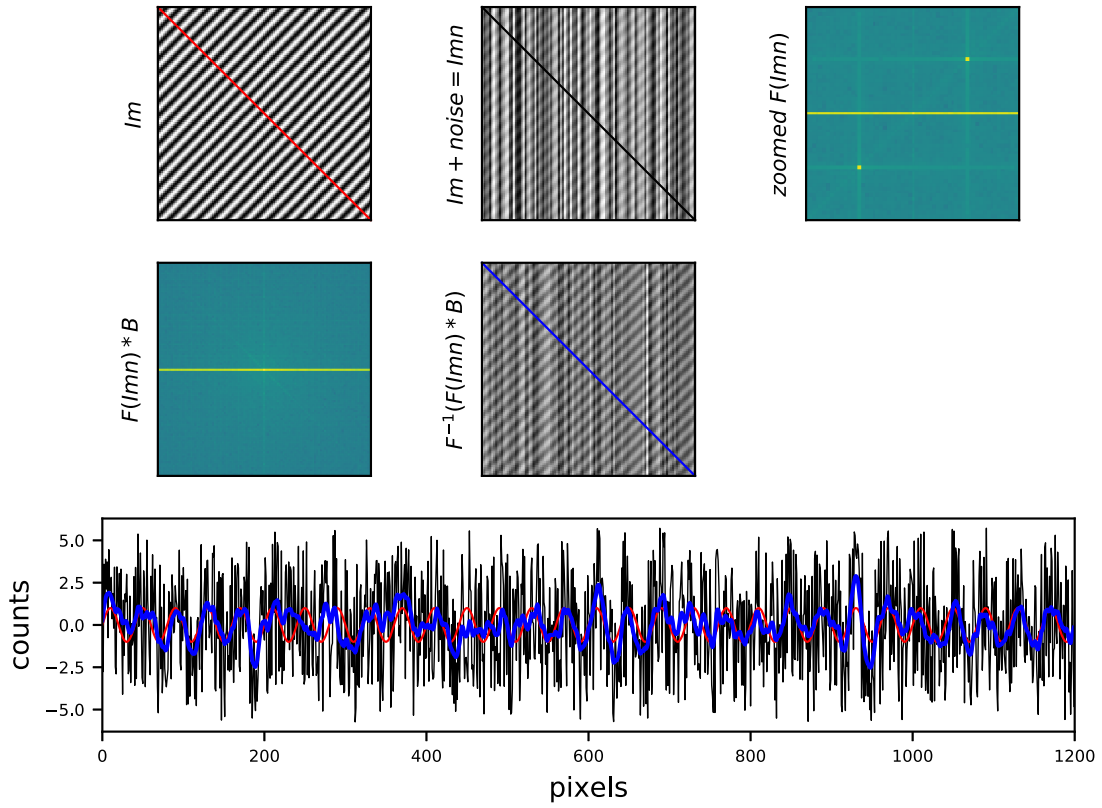 Im
Im + noise = Imn
zoomed F(Imn)
F(Imn) * B
F⁻¹(F(Imn) * B)
counts
5.0
2.5
0.0
−2.5
−5.0
0
200
400
600
800
1000
1200
pixels